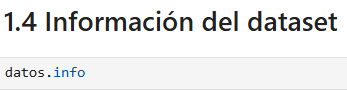 1.4 Información del dataset
datos.info